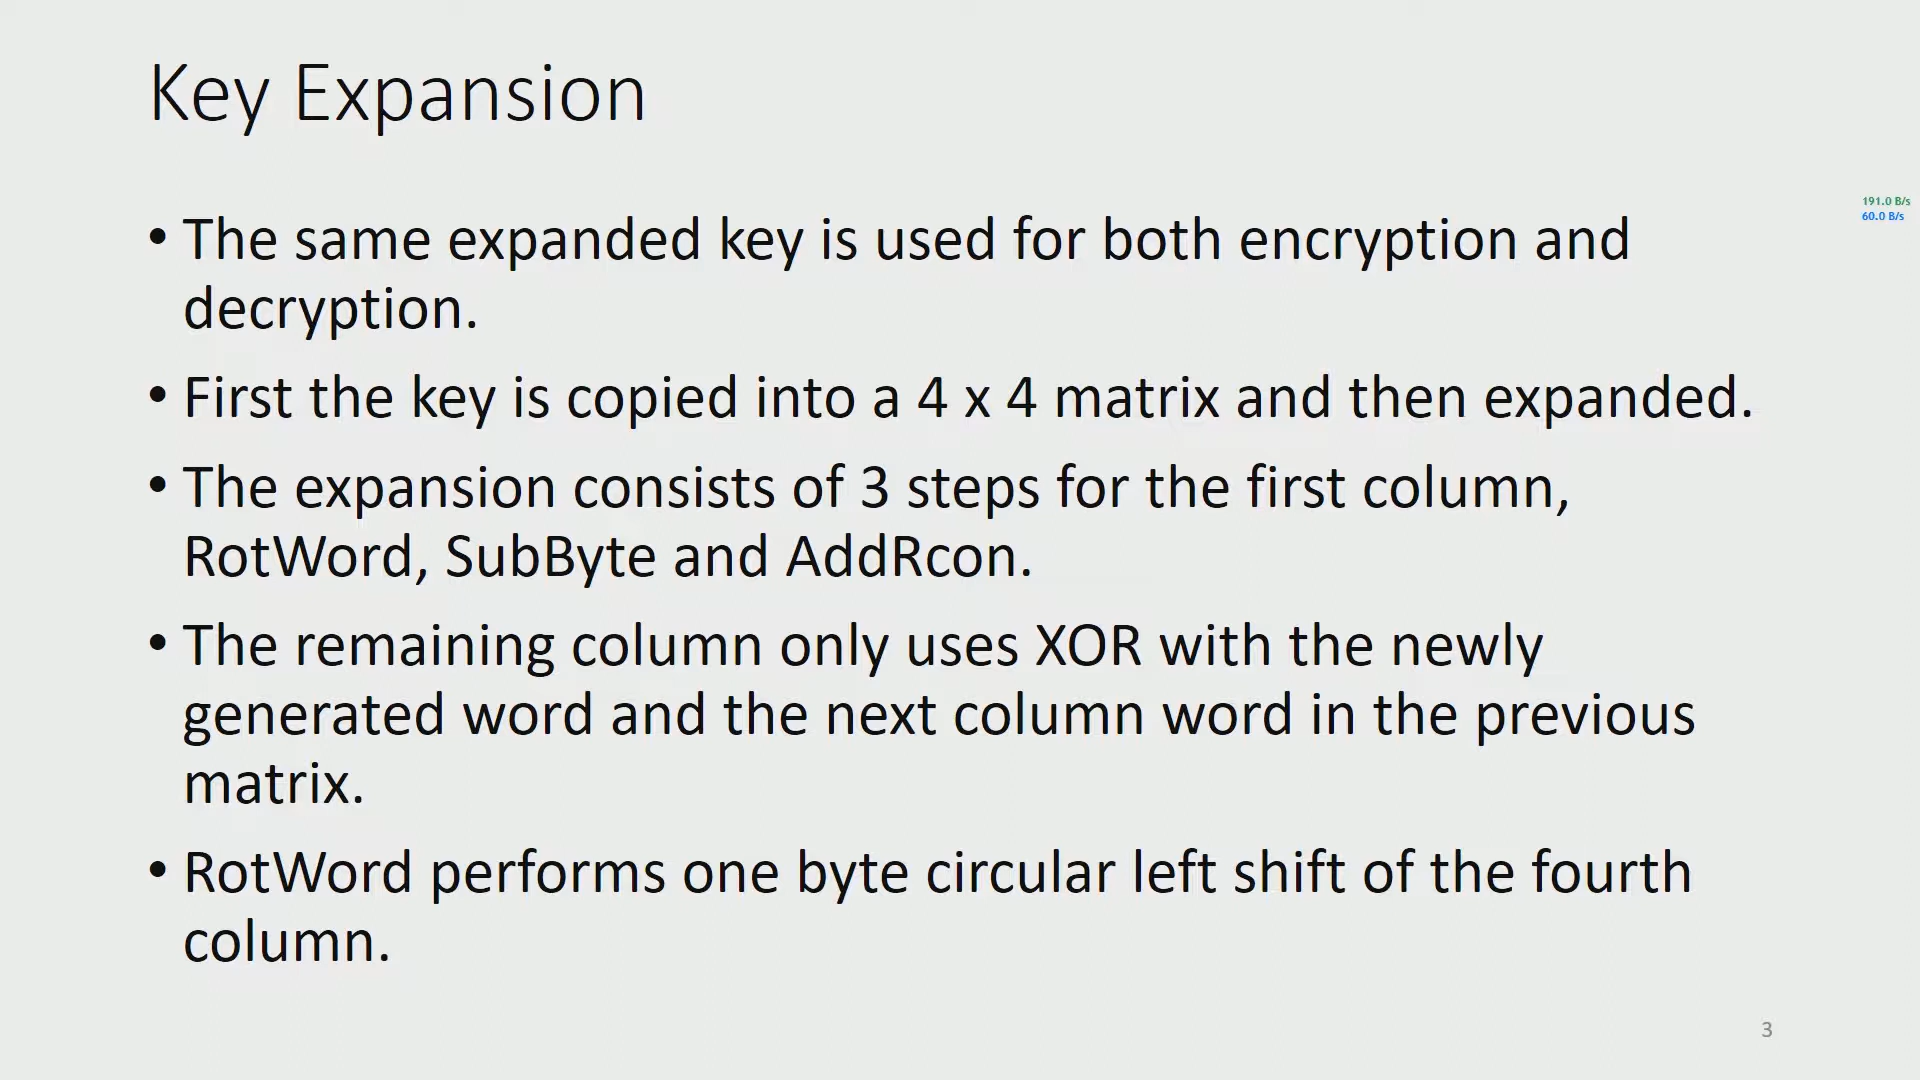 Key Expansion
• The same expanded key is used for both encryption and
decryption.
• First the key is copied into a 4 x 4 matrix and then expanded.
• The expansion consists of 3 steps for the first column,
RotWord, SubByte and AddRcon.
• The remaining column only uses XOR with the newly
generated word and the next column word in the previous
matrix.
• RotWord performs one byte circular left shift of the fourth
column.
191.0 B/s
60.0 B/s
3